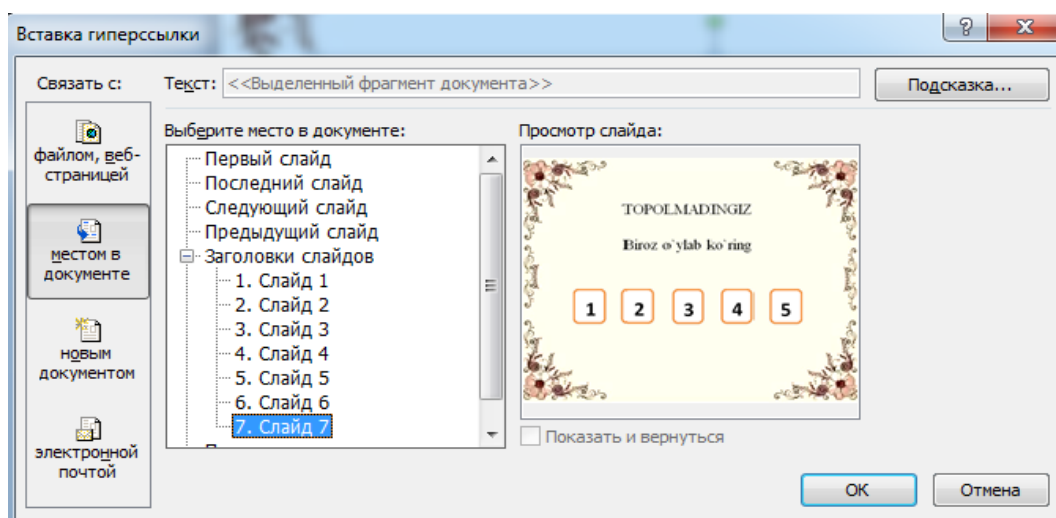 Вставка гиперссылки
Связать с:
Текст: <<Выделенный фрагмент документа>>
Подсказка...
файлом, веб-
страницей
местом в
документе
новым
документом
электронной
почтой
Выберите место в документе:
Первый слайд
Последний слайд
Следующий слайд
Предыдущий слайд
Заголовки слайдов
1. Слайд 1
2. Слайд 2
3. Слайд 3
4. Слайд 4
5. Слайд 5
6. Слайд 6
7. Слайд 7
Просмотр слайда:
TOPOLMADINGIZ
Biroz o`ylab ko`ring
1 2 3 4 5
Показать и вернуться
ОК
Отмена